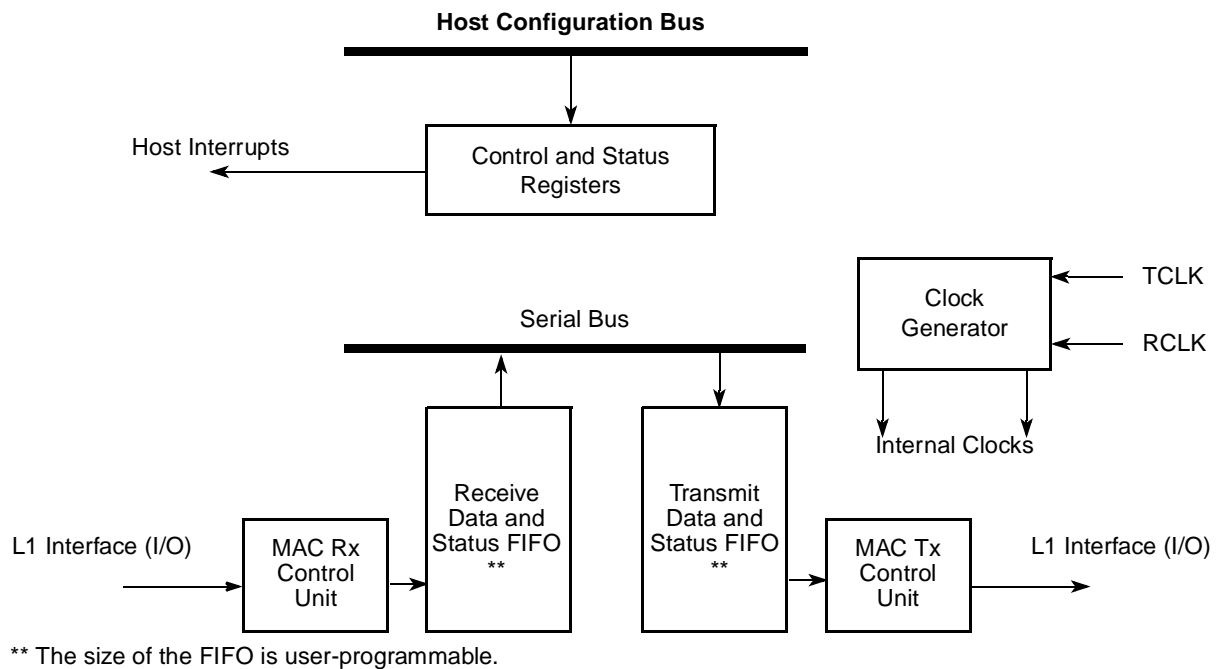 Host Configuration Bus
Host Interrupts
Control and Status
Registers
TCLK
Clock
Generator
RCLK
Serial Bus
Internal Clocks
L1 Interface (I/O)
MAC Rx
Control
Unit
Receive
Data and
Status FIFO
**
Transmit
Data and
Status FIFO
**
MAC Tx
Control
Unit
L1 Interface (I/O)
** The size of the FIFO is user-programmable.